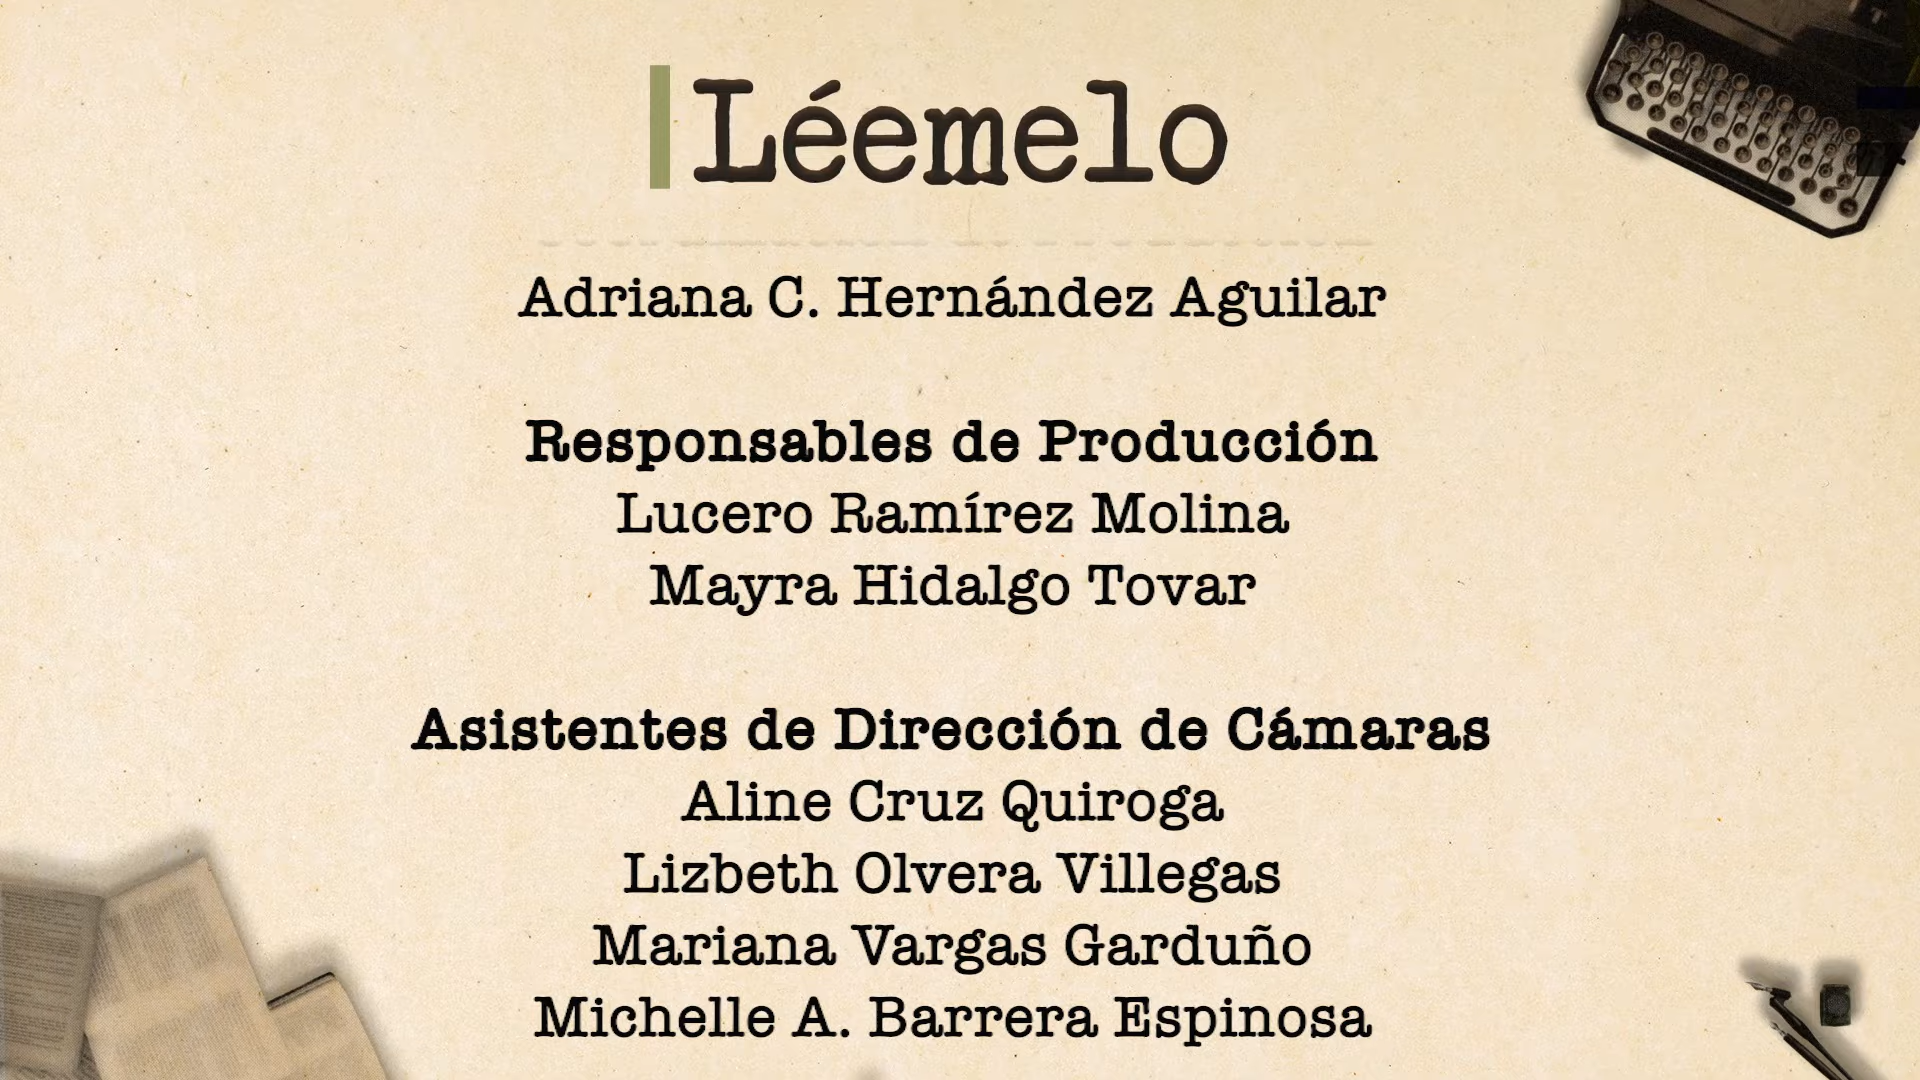 Léemelo
Adriana C. Hernández Aguilar
Responsables de Producción
Lucero Ramírez Molina
Mayra Hidalgo Tovar
Asistentes de Dirección de Cámaras
Aline Cruz Quiroga
Lizbeth Olvera Villegas
Mariana Vargas Garduño
Michelle A. Barrera Espinosa